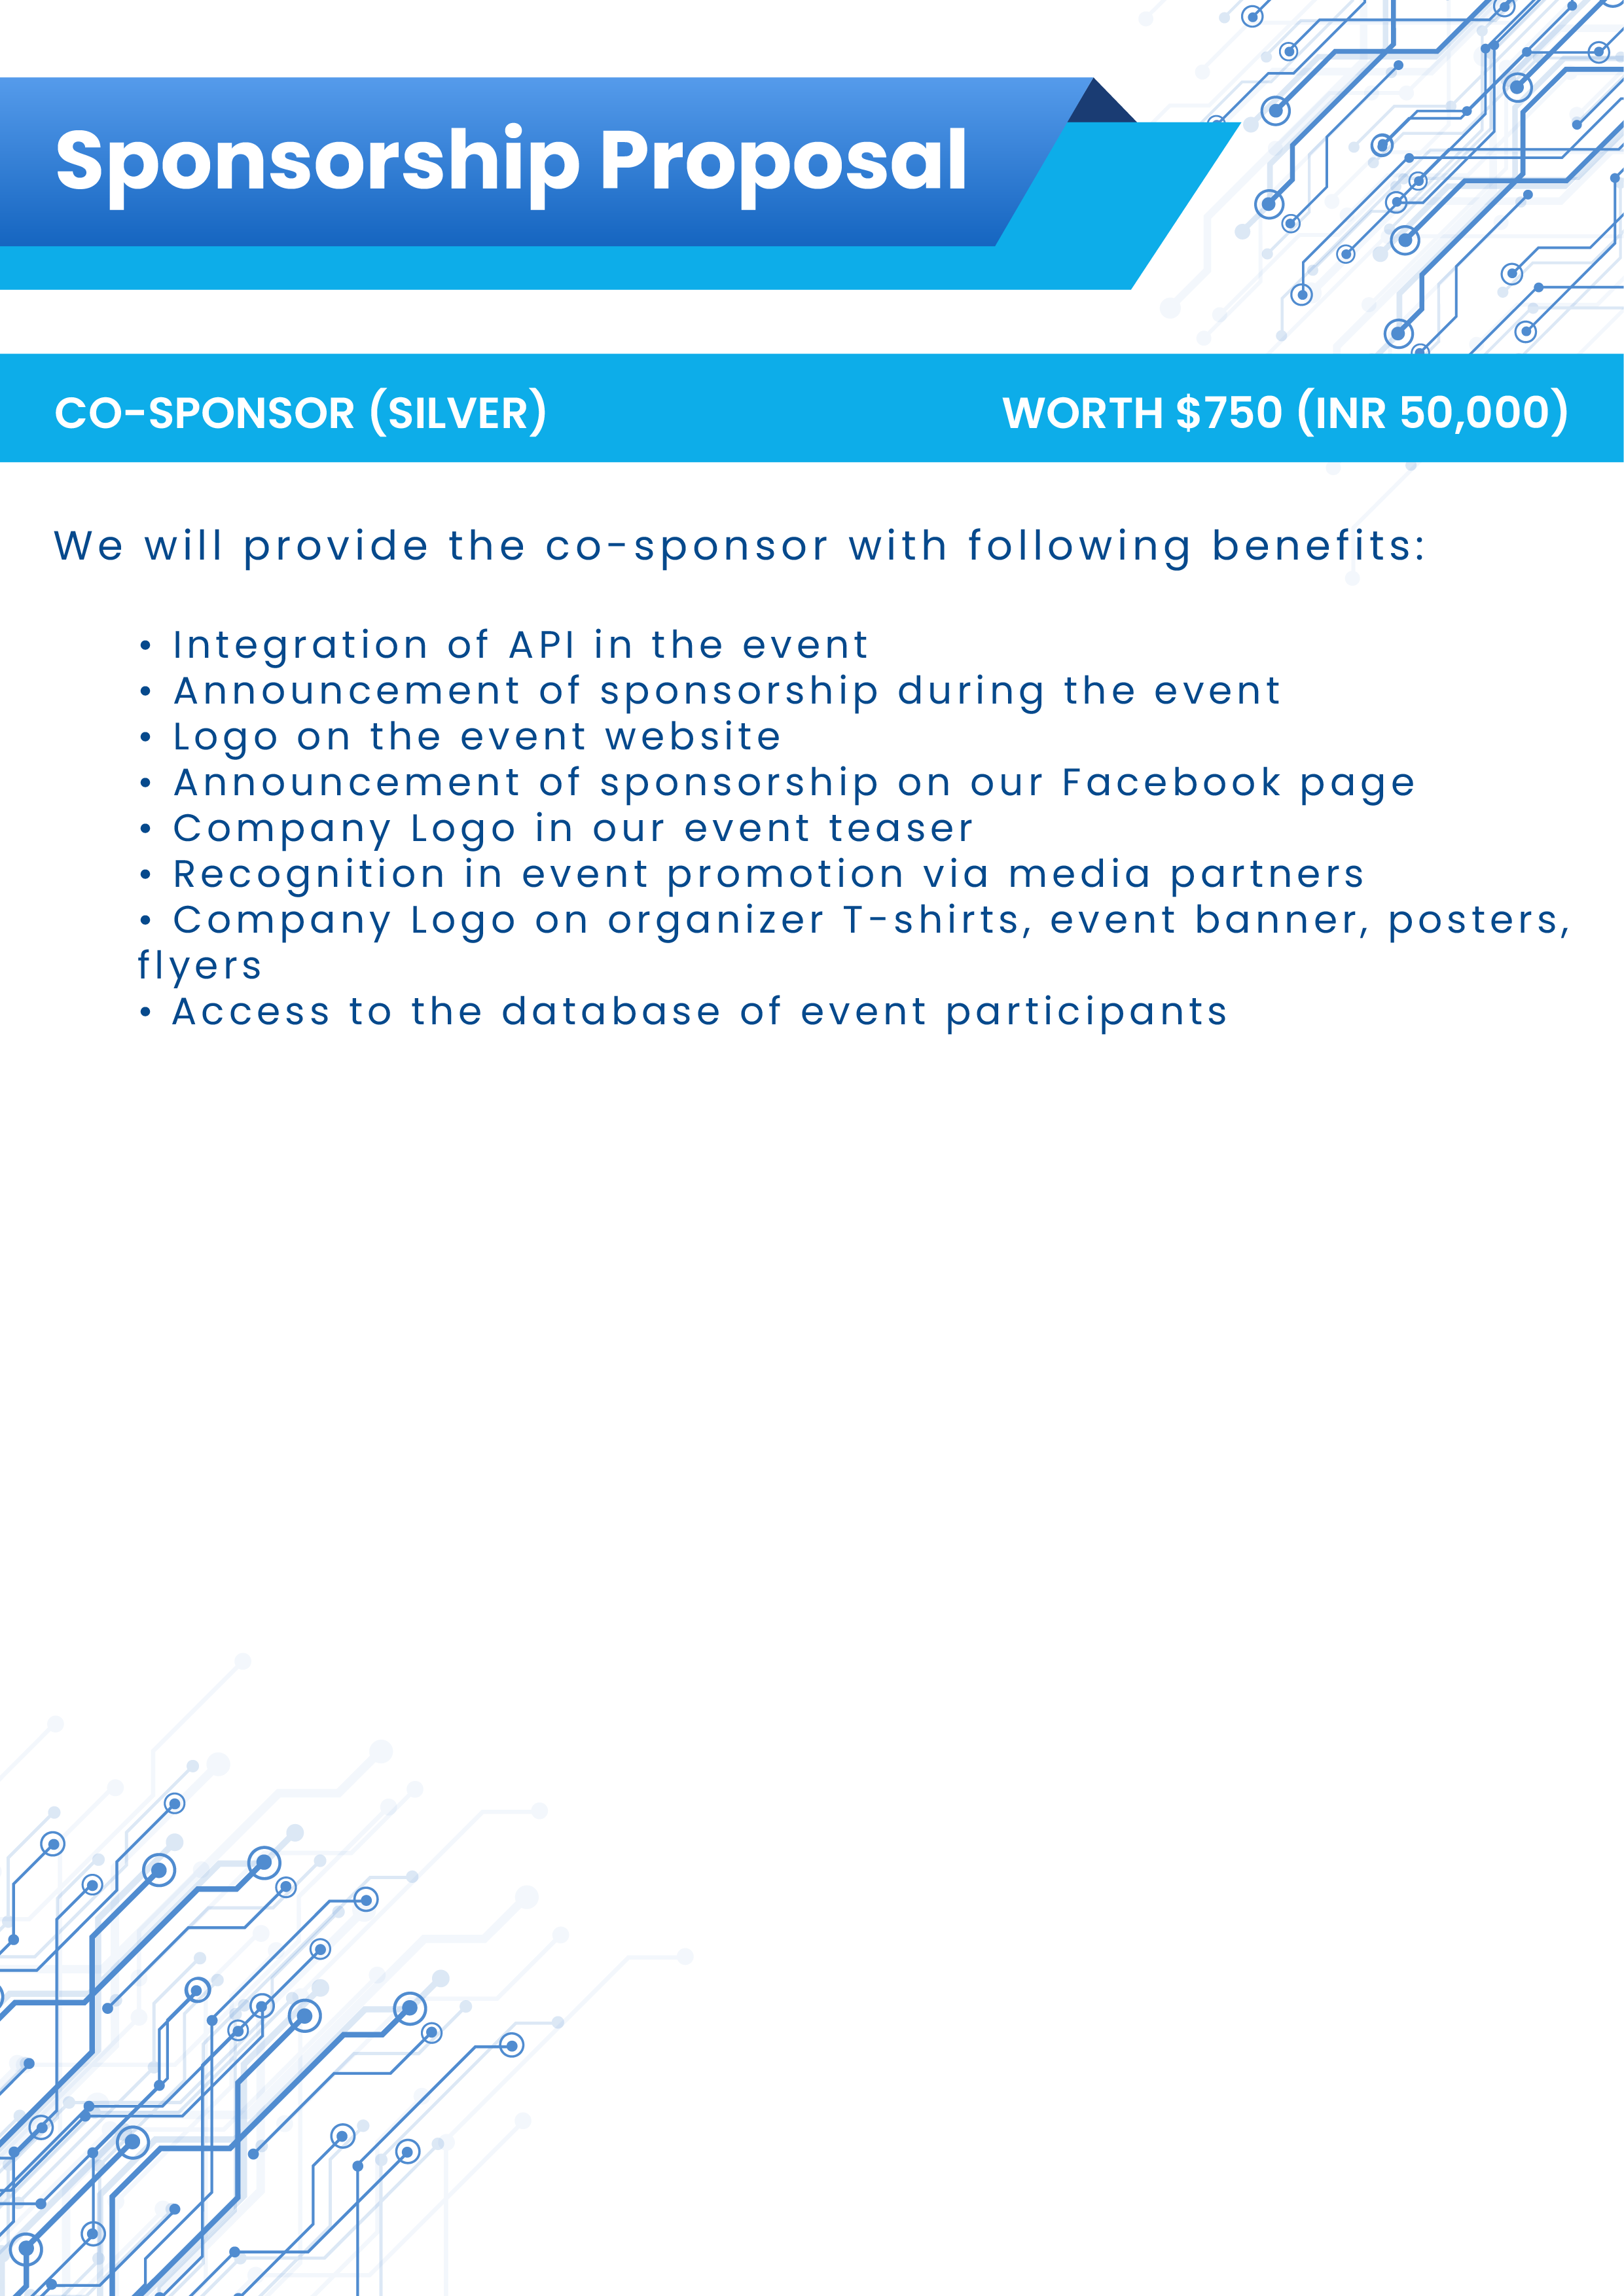 Sponsorship Proposal
CO-SPONSOR (SILVER)
WORTH $750 (INR 50,000)
We will provide the co-sponsor with following benefits:
• Integration of API in the event
• Announcement of sponsorship during the event
• Logo on the event website
• Announcement of sponsorship on our Facebook page
• Company Logo in our event teaser
• Recognition in event promotion via media partners
• Company Logo on organizer T-shirts, event banner, posters,
flyers
• Access to the database of event participants